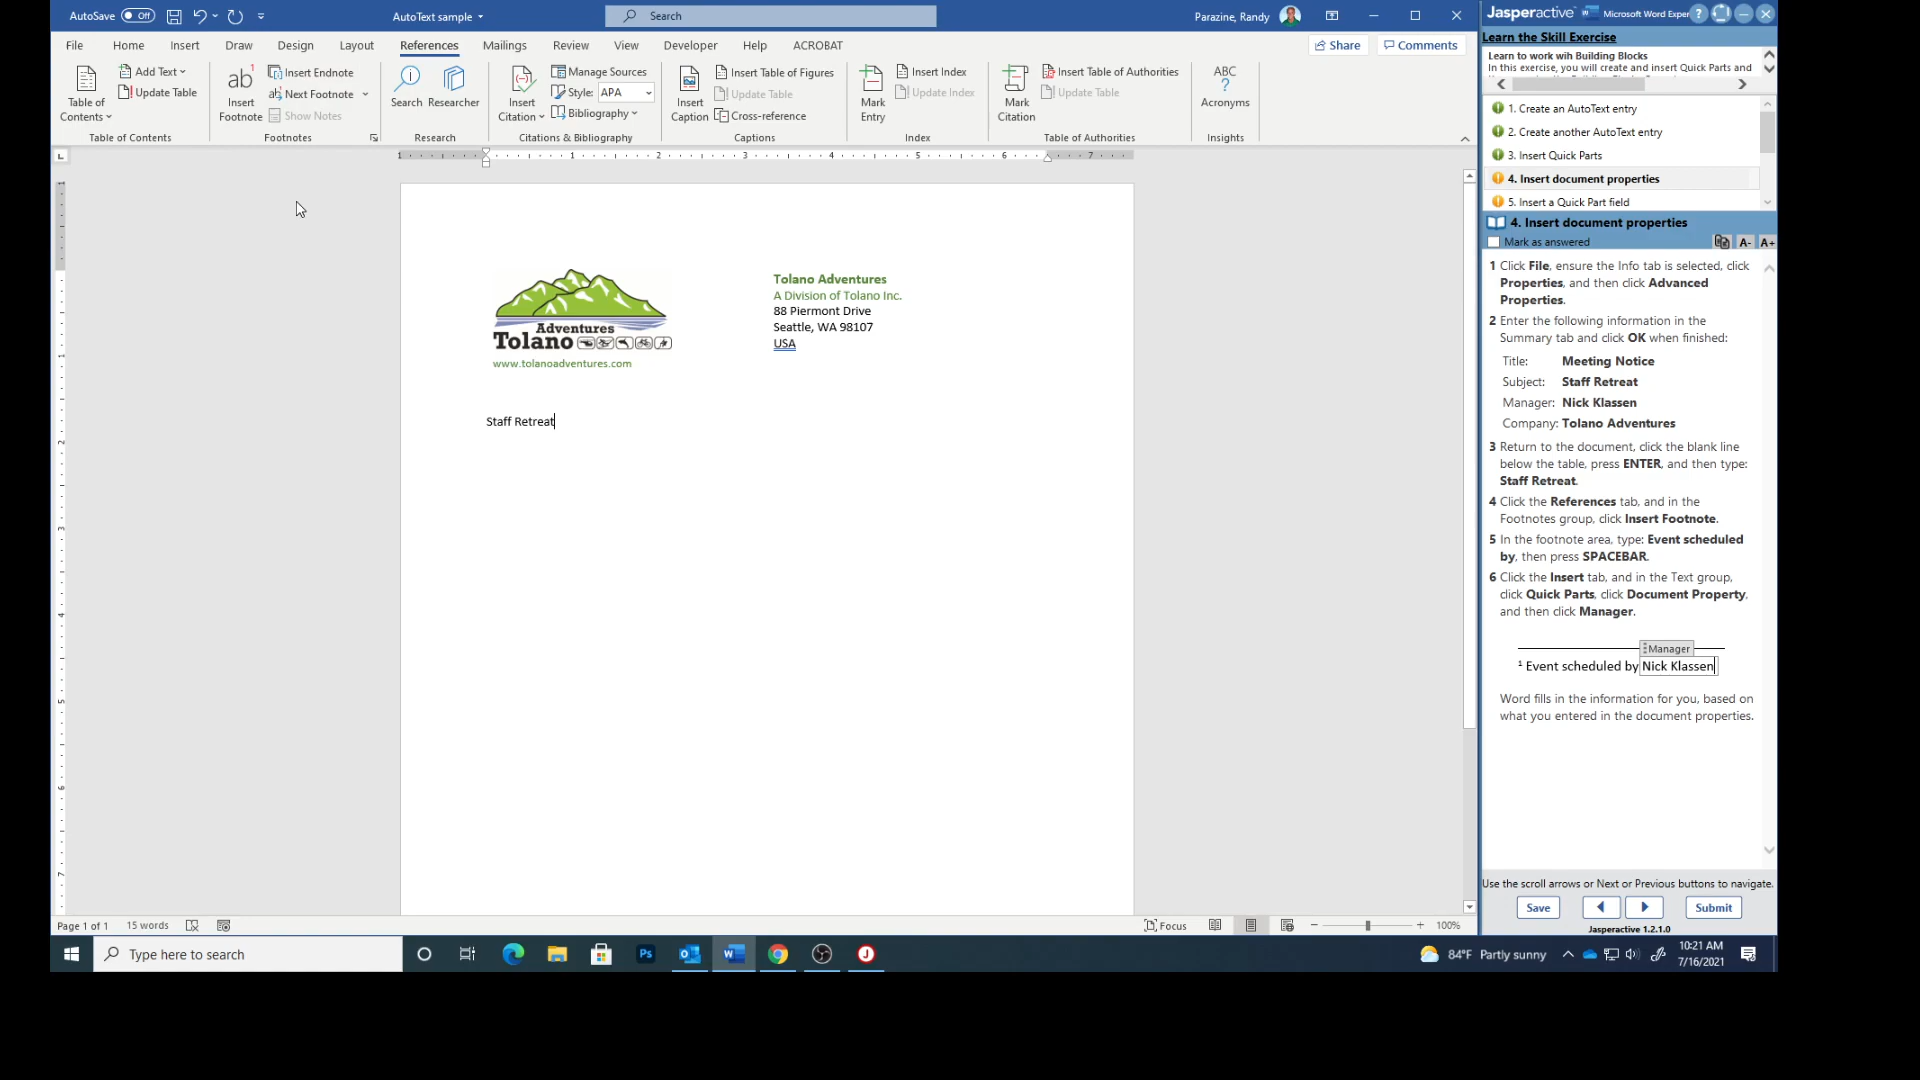 AutoSave Off
AutoText sample
Search
Parazine, Randy
File Home Insert Draw Design Layout References Mailings Review View Developer Help ACROBAT
Share Comments
Table of Contents
Add Text
Update Table
Table of Contents
ab 1
Insert Footnote
Insert Endnote
Next Footnote
Show Notes
Footnotes
Search
Researcher
Research
Insert Citation
Manage Sources
Style: APA
Bibliography
Citations & Bibliography
Insert Caption
Insert Table of Figures
Update Table
Cross-reference
Captions
Mark Entry
Insert Index
Update Index
Index
Mark Citation
Insert Table of Authorities
Update Table
Table of Authorities
ABC
?
Acronyms
Insights
1 1 2 3 4 5 6 7
Adventures
Tolano
www.tolanoadventures.com
Tolano Adventures
A Division of Tolano Inc.
88 Piermont Drive
Seattle, WA 98107
USA
Staff Retreat
Page 1 of 1 15 words
Focus
100%
Type here to search
Ps
84°F Partly sunny
10:21 AM
7/16/2021
Jasperactive Microsoft Word Exper
Learn the Skill Exercise
Learn to work wih Building Blocks
In this exercise, you will create and insert Quick Parts and
1. Create an AutoText entry
2. Create another AutoText entry
3. Insert Quick Parts
4. Insert document properties
5. Insert a Quick Part field
4. Insert document properties
Mark as answered
A- A+
1 Click File, ensure the Info tab is selected, click
Properties, and then click Advanced
Properties.
2 Enter the following information in the
Summary tab and click OK when finished:
Title: Meeting Notice
Subject: Staff Retreat
Manager: Nick Klassen
Company: Tolano Adventures
3 Return to the document, click the blank line
below the table, press ENTER, and then type:
Staff Retreat.
4 Click the References tab, and in the
Footnotes group, click Insert Footnote.
5 In the footnote area, type: Event scheduled
by, then press SPACEBAR.
6 Click the Insert tab, and in the Text group,
click Quick Parts, click Document Property,
and then click Manager.
Manager
1 Event scheduled by Nick Klassen
Word fills in the information for you, based on
what you entered in the document properties.
Use the scroll arrows or Next or Previous buttons to navigate.
Save
Submit
Jasperactive 1.2.1.0